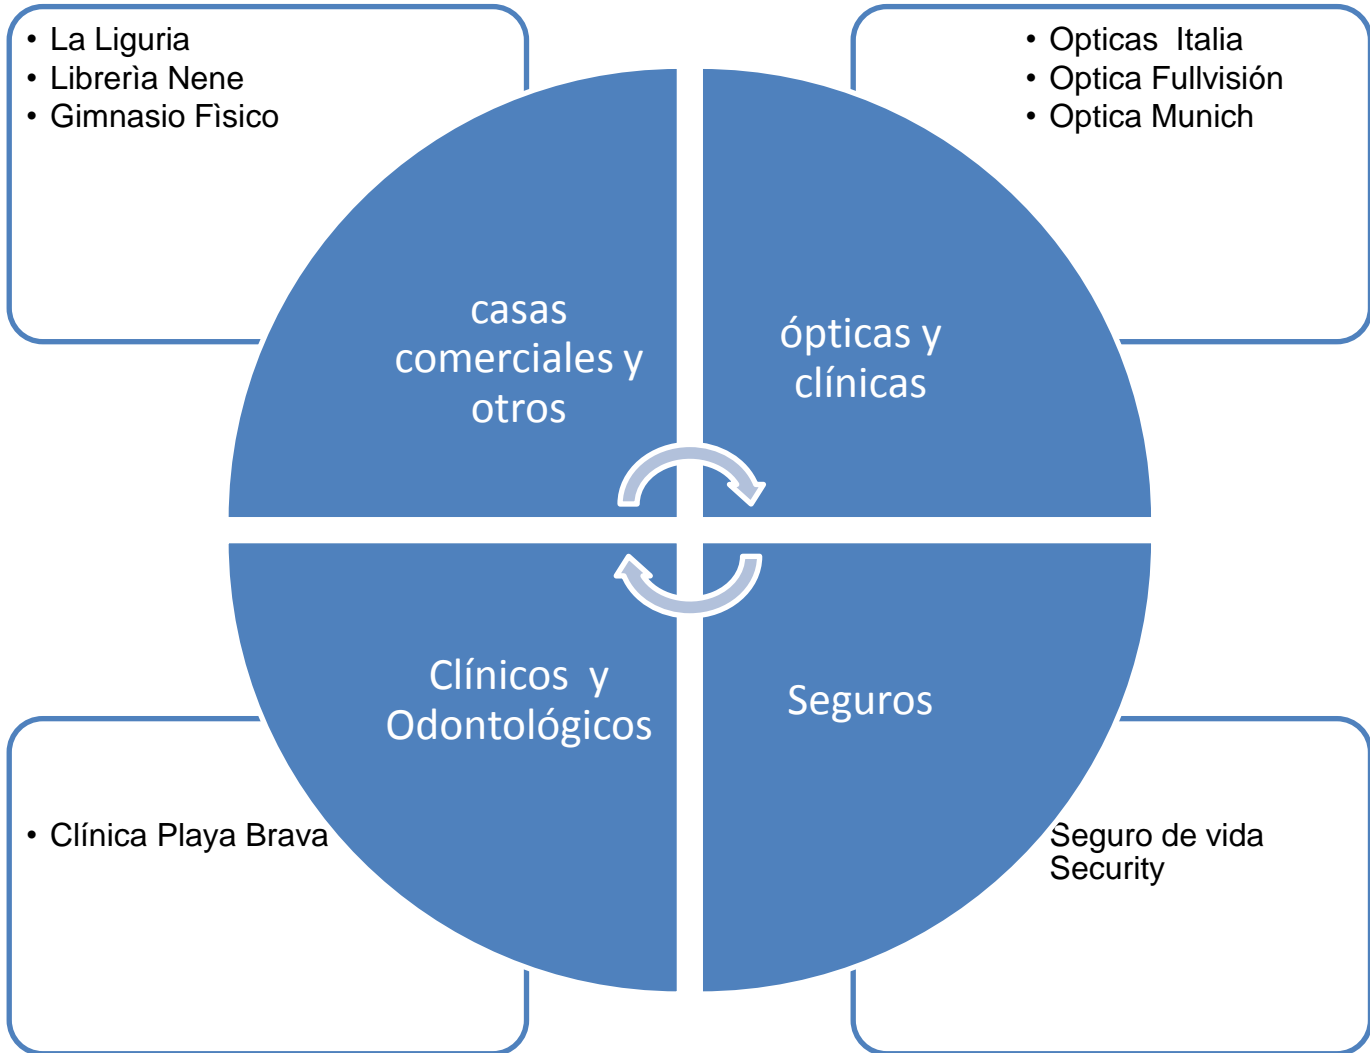 • La Liguria
• Librerìa Nene
• Gimnasio Fìsico
• Opticas  Italia
• Optica Fullvisión
• Optica Munich
casas
comerciales y
otros
ópticas y
clínicas
Clínicos  y
Odontológicos
Seguros
• Clínica Playa Brava
Seguro de vida
Security